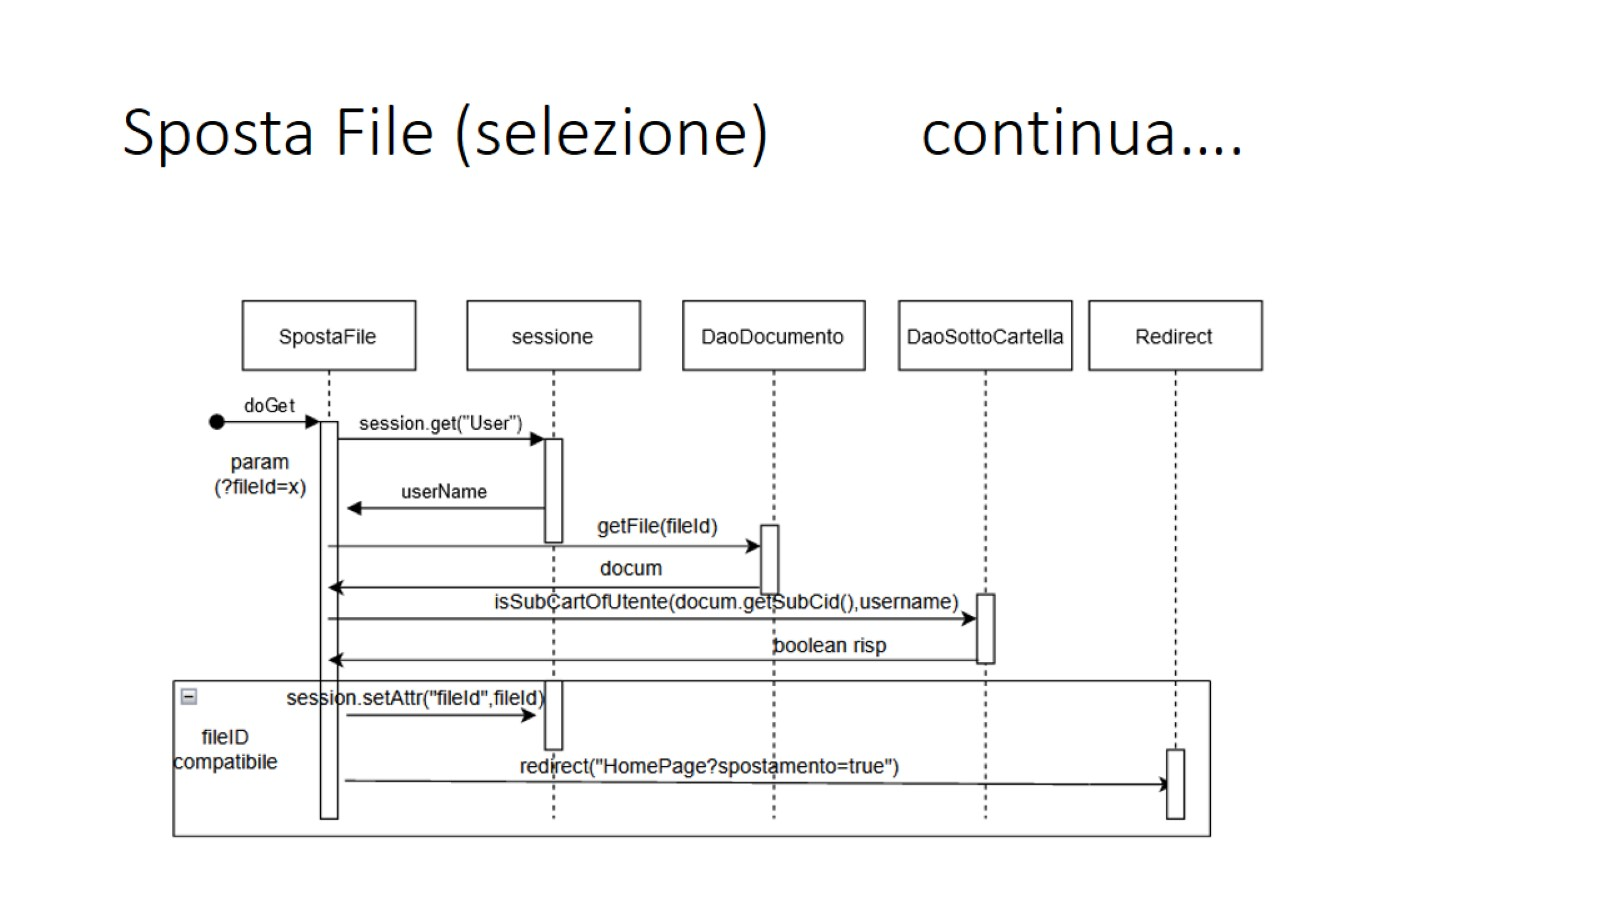 Sposta File (selezione) continua….
SpostaFile
sessione
DaoDocumento
DaoSottoCartella
Redirect
doGet
session.get("User")
param
(?fileId=x)
userName
getFile(fileId)
docum
isSubCartOfUtente(docum.getSubCid(),username)
boolean risp
session.setAttr("fileId",fileId)
fileID
compatibile
redirect("HomePage?spostamento=true")